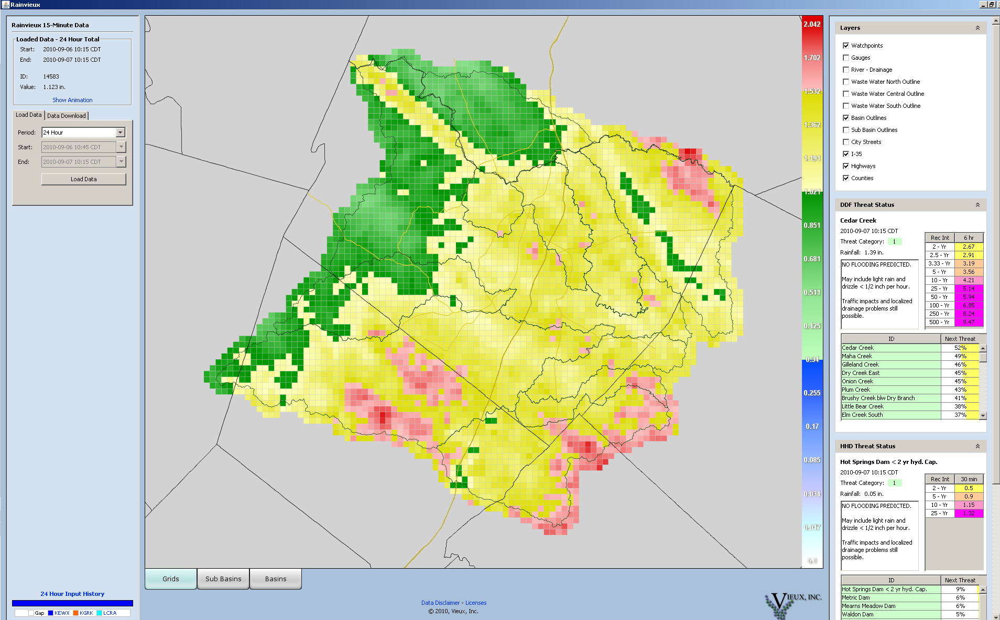 Rainvieux
Rainvieux 15-Minute Data
Loaded Data - 24 Hour Total
Start: 2010-09-06 10:15 CDT
End: 2010-09-07 10:15 CDT
ID: 14583
Value: 1.123 in.
Show Animation
Load Data Data Download
Period: 24 Hour
Start: 2010-09-06 10:45 CDT
End: 2010-09-07 10:15 CDT
Load Data
24 Hour Input History
Gap KEWX KGRK LCRA
2.042
1.702
1.532
1.362
1.191
1.021
0.851
0.681
0.511
0.425
0.34
0.255
0.17
0.085
0.034
0.017
0.0
Grids Sub Basins Basins
Data Disclaimer - Licenses
© 2010, Vieux, Inc.
VIEUX, INC.
Layers
Watchpoints
Gauges
River - Drainage
Waste Water North Outline
Waste Water Central Outline
Waste Water South Outline
Basin Outlines
Sub Basin Outlines
City Streets
I-35
Highways
Counties
DDF Threat Status
Cedar Creek
2010-09-07 10:15 CDT
Threat Category: 1
Rainfall: 1.39 in.
NO FLOODING PREDICTED.
May include light rain and
drizzle < 1/2 inch per hour.
Traffic impacts and localized
drainage problems still
possible.
Rec Int 6 hr
2 - Yr 2.67
2.5 - Yr 2.91
3.33 - Yr 3.19
5 - Yr 3.56
10 - Yr 4.21
25 - Yr 5.14
50 - Yr 5.94
100 - Yr 6.85
250 - Yr 8.24
500 - Yr 9.47
ID Next Threat
Cedar Creek 52%
Maha Creek 49%
Gilleland Creek 46%
Dry Creek East 45%
Onion Creek 45%
Plum Creek 43%
Brushy Creek blw Dry Branch 41%
Little Bear Creek 38%
Elm Creek South 37%
HHD Threat Status
Hot Springs Dam < 2 yr hyd. Cap.
2010-09-07 10:15 CDT
Threat Category: 1
Rainfall: 0.05 in.
NO FLOODING PREDICTED.
May include light rain and
drizzle < 1/2 inch per hour.
Traffic impacts and localized
drainage problems still
possible.
Rec Int 30 min
2 - Yr 0.5
5 - Yr 0.9
10 - Yr 1.15
25 - Yr 1.32
ID Next Threat
Hot Springs Dam < 2 yr hyd. Cap. 9%
Metric Dam 6%
Mearns Meadow Dam 6%
Waldon Dam 5%